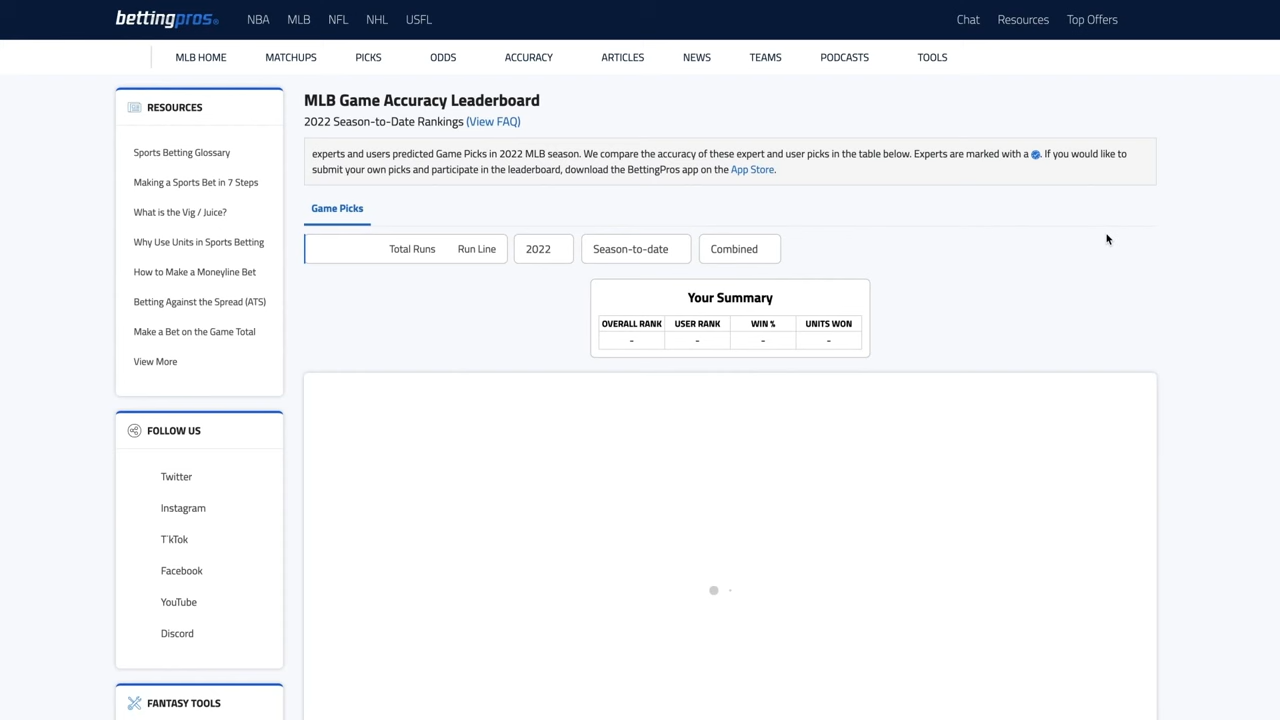 bettingpros NBA MLB NFL NHL USFL Chat Resources Top Offers
MLB HOME MATCHUPS PICKS ODDS ACCURACY ARTICLES NEWS TEAMS PODCASTS TOOLS
RESOURCES
Sports Betting Glossary
Making a Sports Bet in 7 Steps
What is the Vig / Juice?
Why Use Units in Sports Betting
How to Make a Moneyline Bet
Betting Against the Spread (ATS)
Make a Bet on the Game Total
View More
FOLLOW US
Twitter
Instagram
TikTok
Facebook
YouTube
Discord
FANTASY TOOLS
MLB Game Accuracy Leaderboard
2022 Season-to-Date Rankings (View FAQ)
experts and users predicted Game Picks in 2022 MLB season. We compare the accuracy of these expert and user picks in the table below. Experts are marked with a . If you would like to
submit your own picks and participate in the leaderboard, download the BettingPros app on the App Store.
Game Picks
Total Runs Run Line 2022 Season-to-date Combined
Your Summary
OVERALL RANK USER RANK WIN % UNITS WON
- - - -